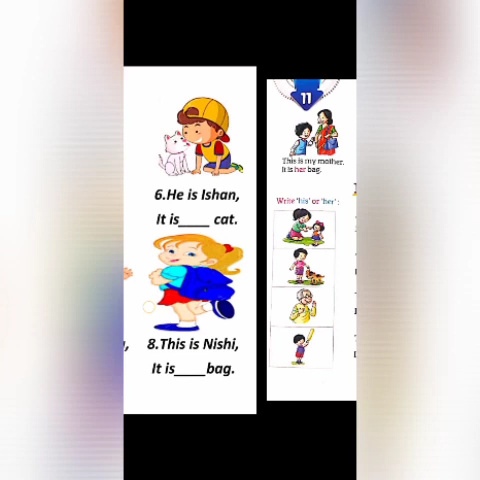 6.He is Ishan,
It is____ cat.
8.This is Nishi,
It is____bag.
11
This is my mother.
It is her bag.
Write 'his' or 'her' :